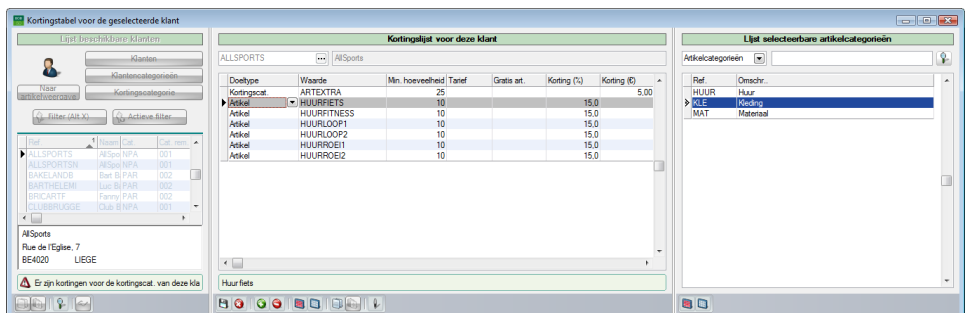 Kortingstabel voor de geselecteerde klant
Lijst beschikbare klanten
Klanten
Klantencategorieën
Naar artikelweergave
Kortingscategorie
Filter (Alt X)
Actieve filter
Ref. 1 Naam Cat. Cat. rem.
ALLSPORTS AllSpo NPA 001
ALLSPORTSN AllSpo NPA 001
BAKELANDB Bart B PAR 002
BARTHELEMI Luc B PAR 002
BRICARTF Fanny PAR 002
CLUBBRUGGE Club B NPA 001
AllSports
Rue de l'Eglise, 7
BE4020 LIEGE
Er zijn kortingen voor de kortingscat. van deze kla
Kortingslijst voor deze klant
ALLSPORTS ... AllSports
Doeltype Waarde Min. hoeveelheid Tarief Gratis art. Korting (%) Korting (€)
Kortingscat. ARTEXTRA 25 5,00
Artikel HUURFIETS 10 15,0
Artikel HUURFITNESS 10 15,0
Artikel HUURLOOP1 10 15,0
Artikel HUURLOOP2 10 15,0
Artikel HUURROEI1 10 15,0
Artikel HUURROEI2 10 15,0
Huur fiets
LIjst selecteerbare artikelcategorieën
Artikelcategorieën
Ref. Omschr..
HUUR Huur
KLE Kleding
MAT Materiaal